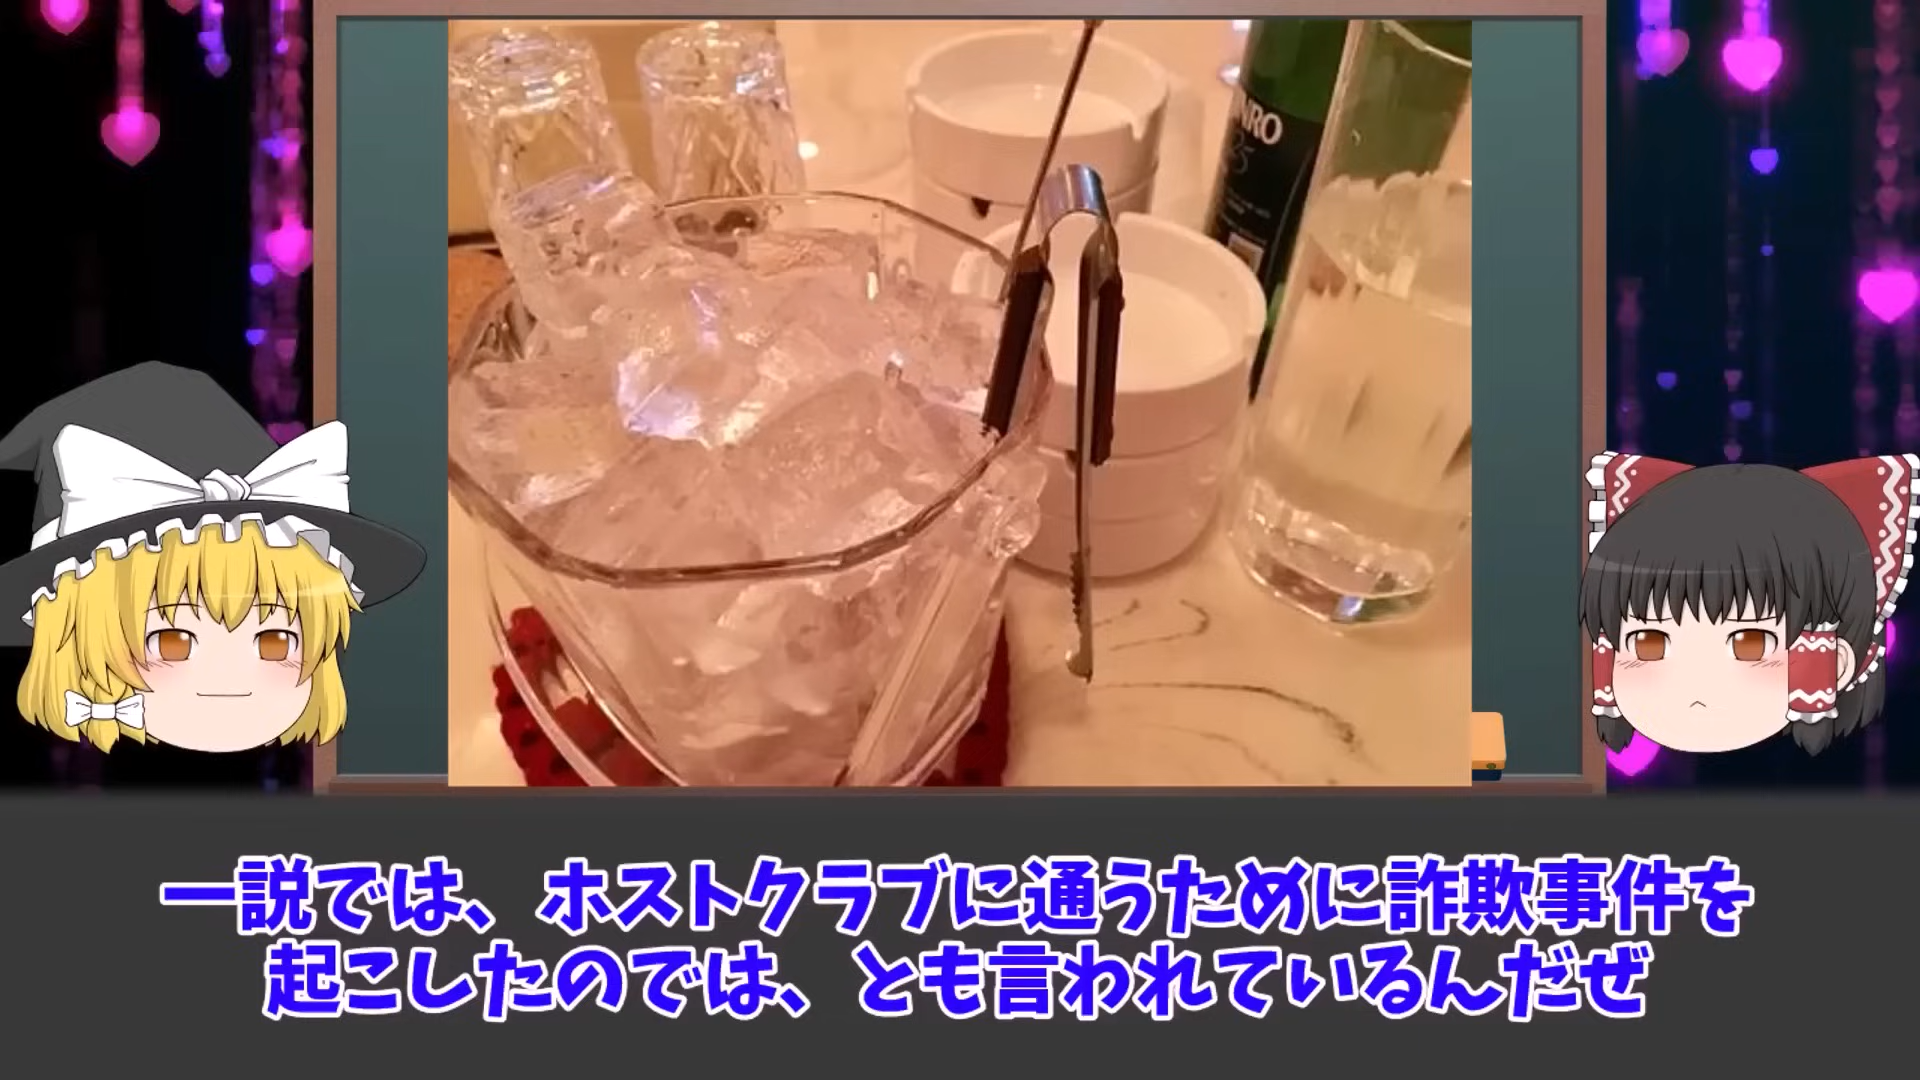 NRO
25
一説では、ホストクラブに通うために詐欺事件を
起こしたのでは、とも言われているんだぜ